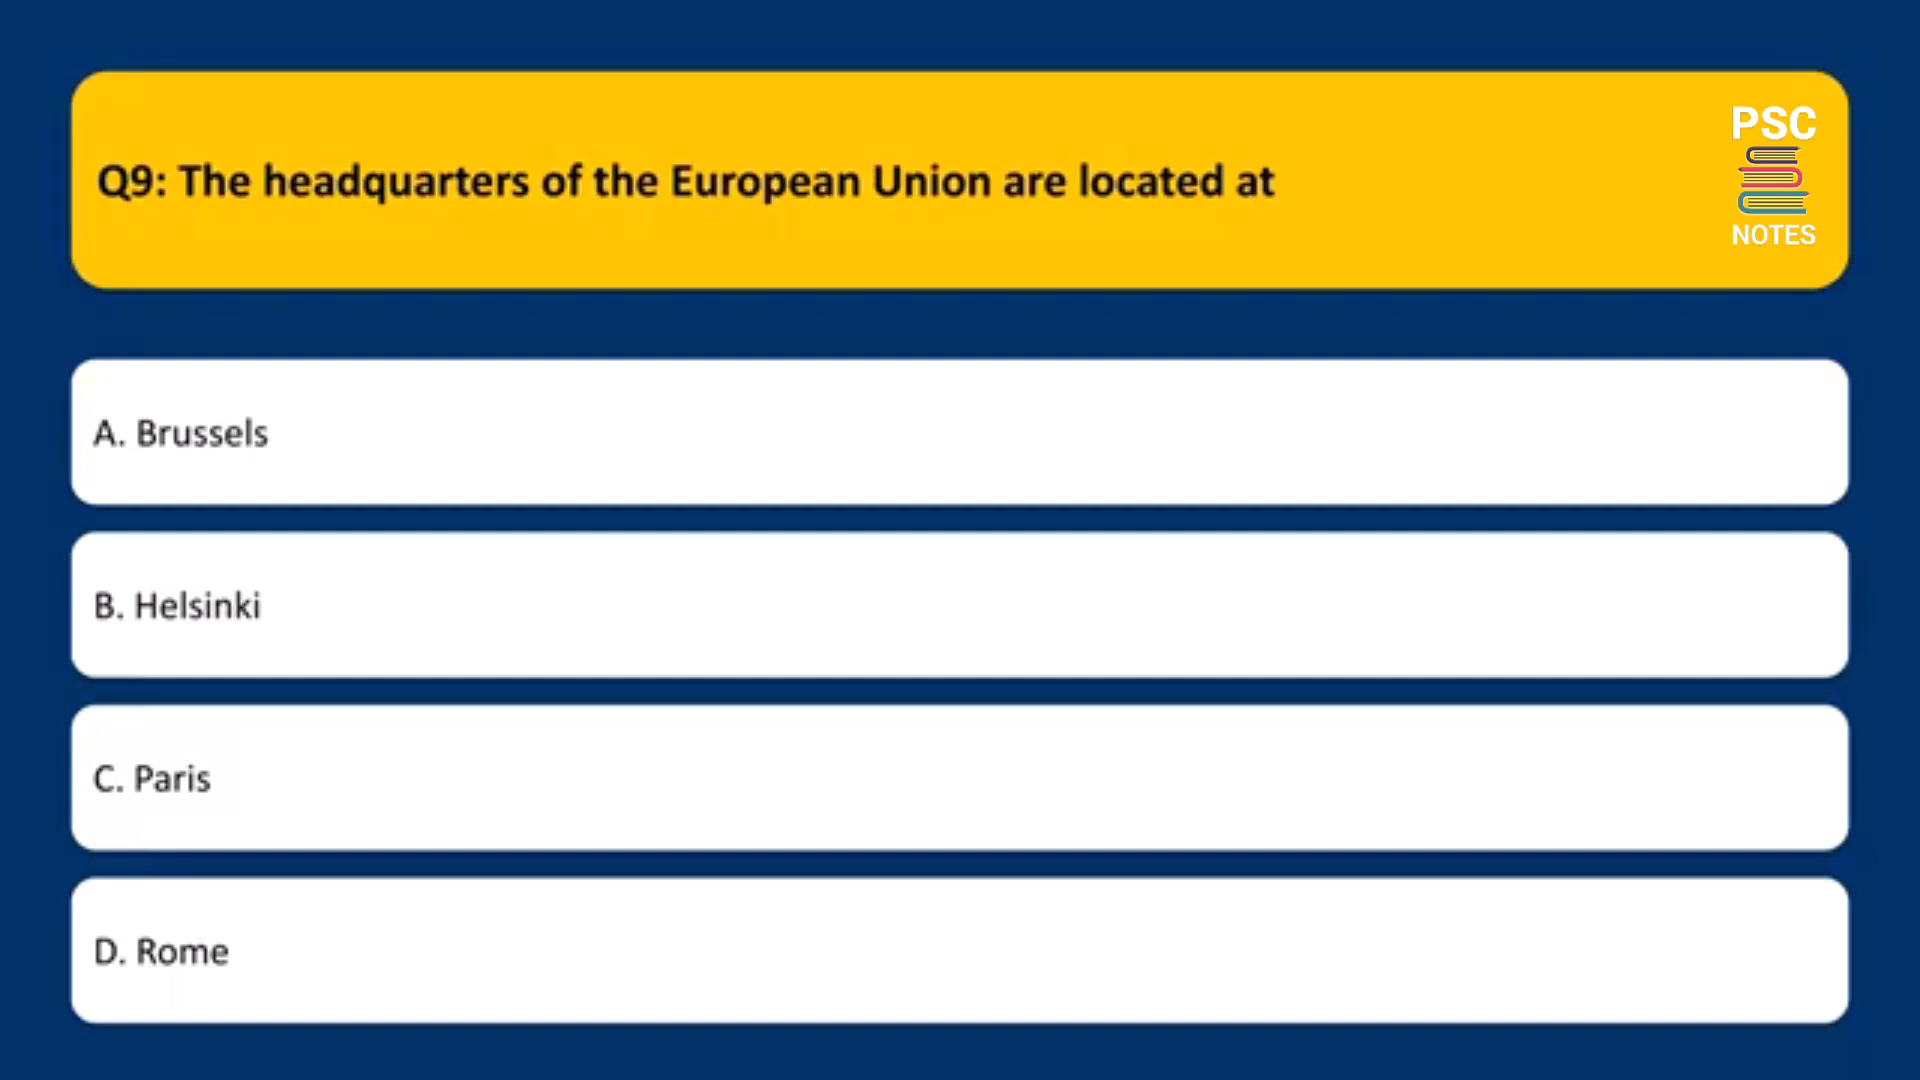 PSC
NOTES
Q9: The headquarters of the European Union are located at
A. Brussels
B. Helsinki
C. Paris
D. Rome